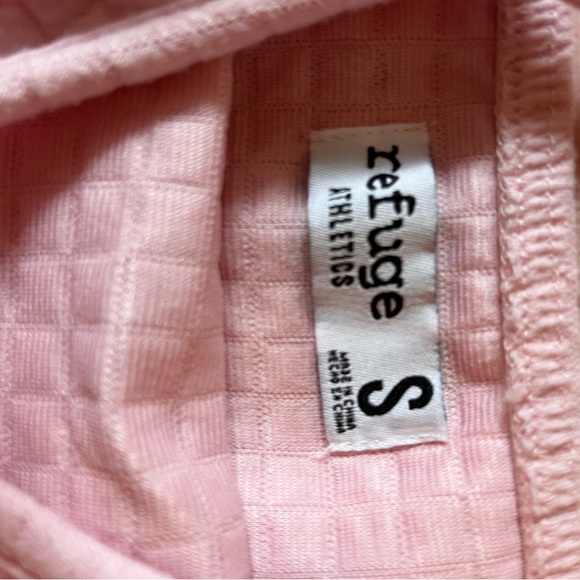 refuge
ATHLETICS
S
MADE IN CHINA
HECHO EN CHINA